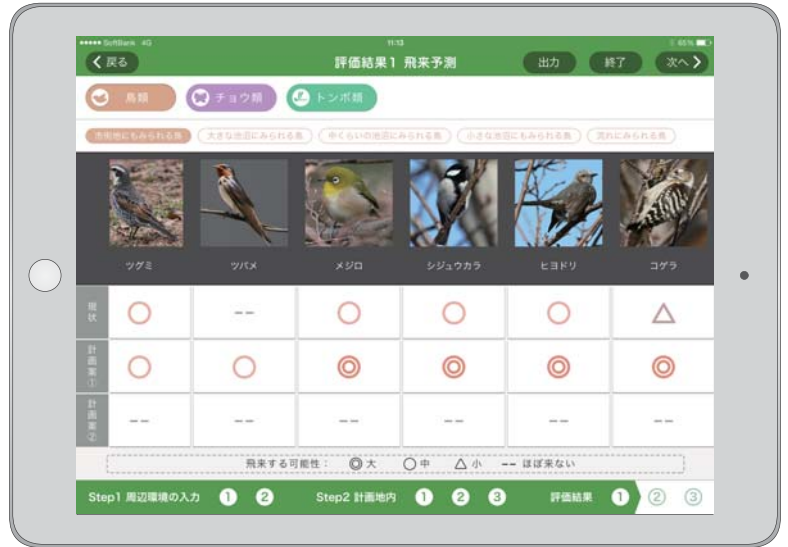 SoftBank 4G 11:13 65%
戻る 評価結果1 飛来予測 出力 終了 次へ
鳥類 チョウ類 トンボ類
市街地にもみられる鳥 大きな池沼にみられる鳥 中くらいの池沼にみられる鳥 小さな池沼にもみられる鳥 流れにみられる鳥
ツグミ ツバメ メジロ シジュウカラ ヒヨドリ コゲラ
現状 ○ -- ○ ○ ○ △
計画案① ○ ○ ◎ ◎ ◎ ◎
計画案② -- -- -- -- -- --
飛来する可能性： ◎大 ○中 △小 -- ほぼ来ない
Step1 周辺環境の入力 1 2 Step2 計画地内 1 2 3 評価結果 1 2 3